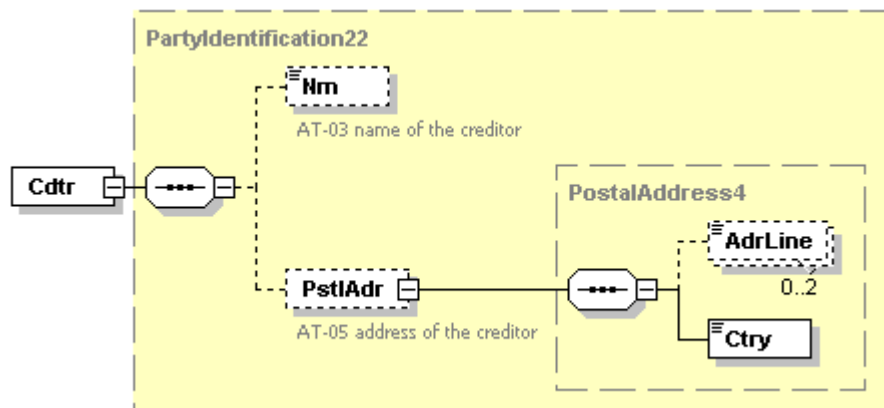 PartyIdentification22
Nm
AT-03 name of the creditor
Cdtr
PostalAddress4
AdrLine
0..2
PstlAdr
AT-05 address of the creditor
Ctry